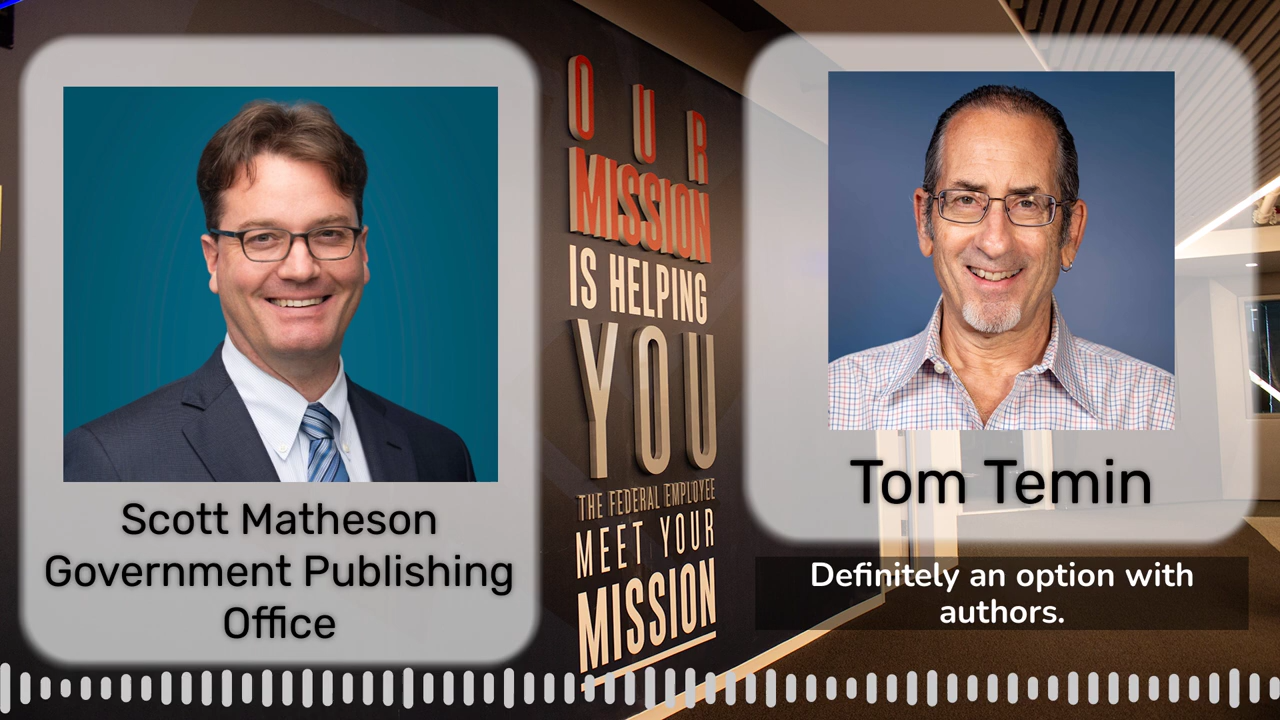 Scott Matheson
Government Publishing
Office
OUR
MISSION
IS HELPING
YOU
THE FEDERAL EMPLOYEE
MEET YOUR
MISSION
Tom Temin
Definitely an option with
authors.